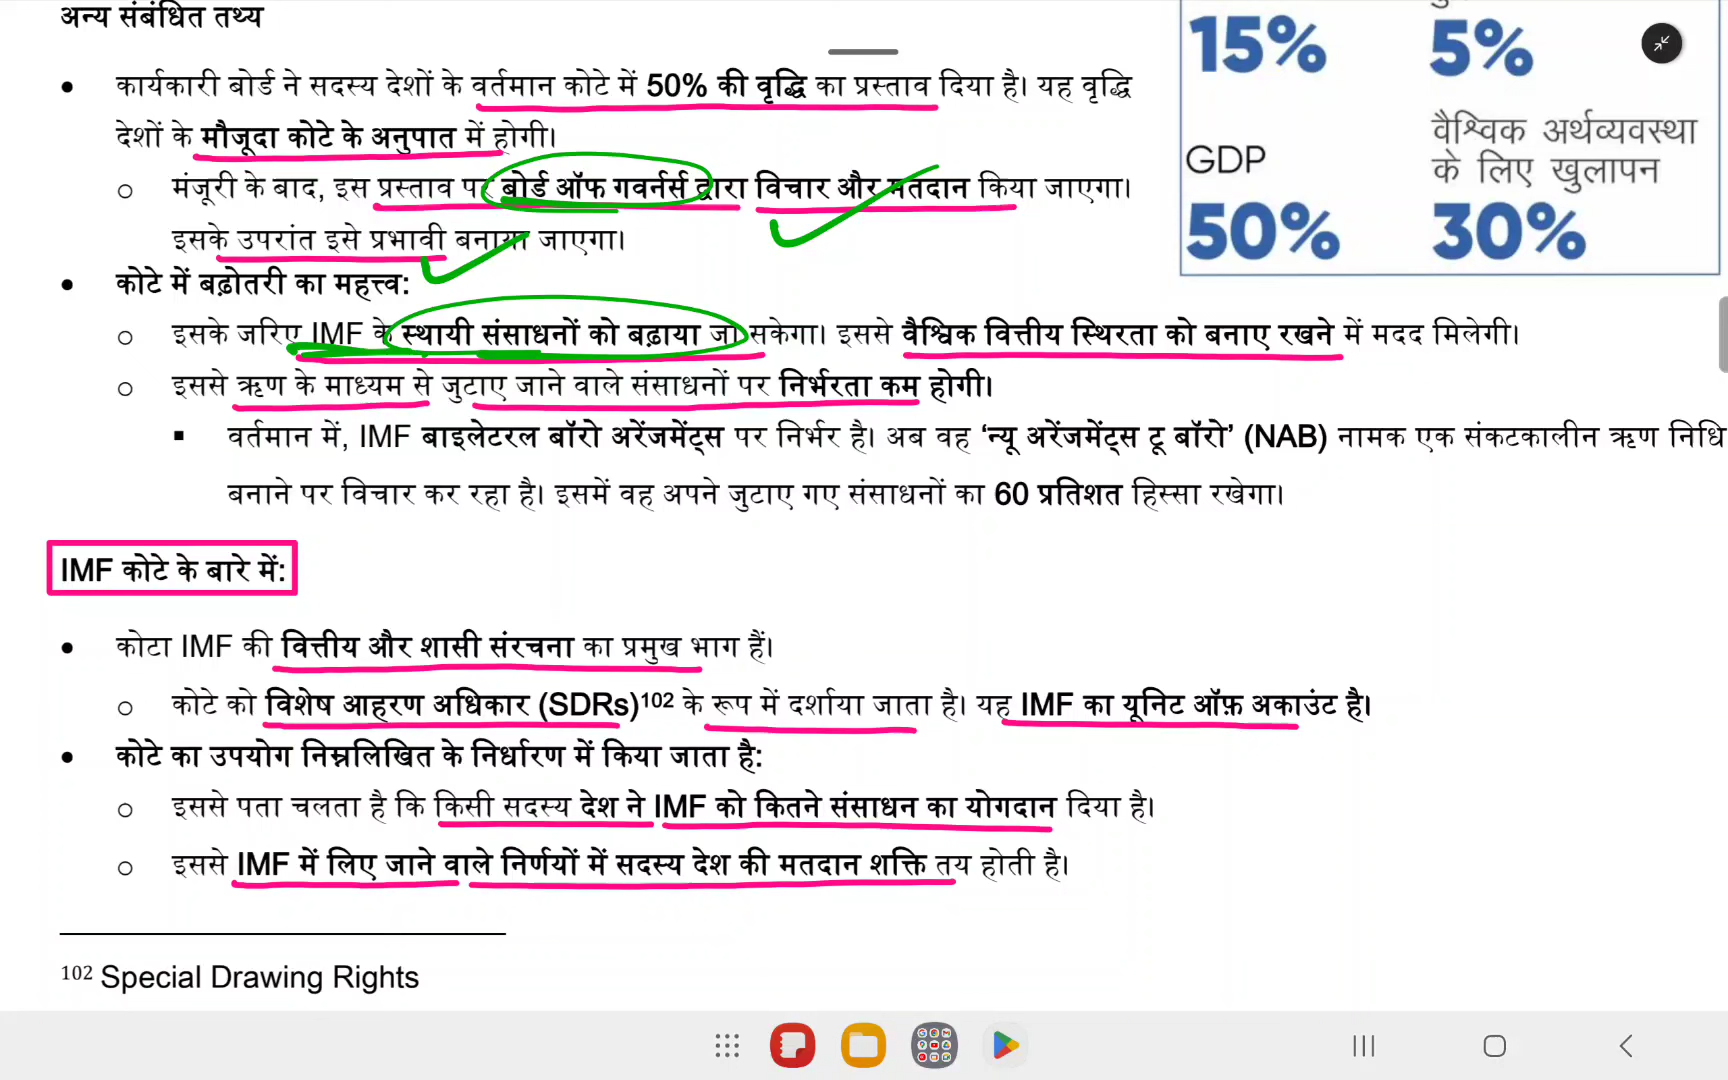 अन्य संबंधित तथ्य
15%
5%
कार्यकारी बोर्ड ने सदस्य देशों के वर्तमान कोटे में 50% की वृद्धि का प्रस्ताव दिया है। यह वृद्धि
देशों के मौजूदा कोटे के अनुपात में होगी।
मंजूरी के बाद, इस प्रस्ताव पर बोर्ड ऑफ गवर्नर्स द्वारा विचार और मतदान किया जाएगा।
इसके उपरांत इसे प्रभावी बनाया जाएगा।
GDP
50%
वैश्विक अर्थव्यवस्था
के लिए खुलापन
30%
कोटे में बढ़ोतरी का महत्त्व:
इसके जरिए IMF के स्थायी संसाधनों को बढ़ाया जा सकेगा। इससे वैश्विक वित्तीय स्थिरता को बनाए रखने में मदद मिलेगी।
इससे ऋण के माध्यम से जुटाए जाने वाले संसाधनों पर निर्भरता कम होगी।
वर्तमान में, IMF बाइलेटरल बॉरो अरेंजमेंट्स पर निर्भर है। अब वह ‘न्यू अरेंजमेंट्स टू बॉरो’ (NAB) नामक एक संकटकालीन ऋण निधि
बनाने पर विचार कर रहा है। इसमें वह अपने जुटाए गए संसाधनों का 60 प्रतिशत हिस्सा रखेगा।
IMF कोटे के बारे में:
कोटा IMF की वित्तीय और शासी संरचना का प्रमुख भाग हैं।
कोटे को विशेष आहरण अधिकार (SDRs)102 के रूप में दर्शाया जाता है। यह IMF का यूनिट ऑफ़ अकाउंट है।
कोटे का उपयोग निम्नलिखित के निर्धारण में किया जाता है:
इससे पता चलता है कि किसी सदस्य देश ने IMF को कितने संसाधन का योगदान दिया है।
इससे IMF में लिए जाने वाले निर्णयों में सदस्य देश की मतदान शक्ति तय होती है।
102 Special Drawing Rights